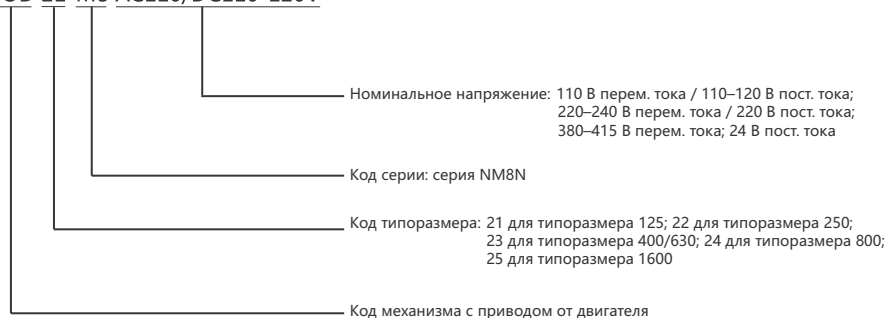 Номинальное напряжение: 110 В перем. тока / 110–120 В пост. тока;
220–240 В перем. тока / 220 В пост. тока;
380–415 В перем. тока; 24 В пост. тока
Код серии: серия NM8N
Код типоразмера: 21 для типоразмера 125; 22 для типоразмера 250;
23 для типоразмера 400/630; 24 для типоразмера 800;
25 для типоразмера 1600
Код механизма с приводом от двигателя